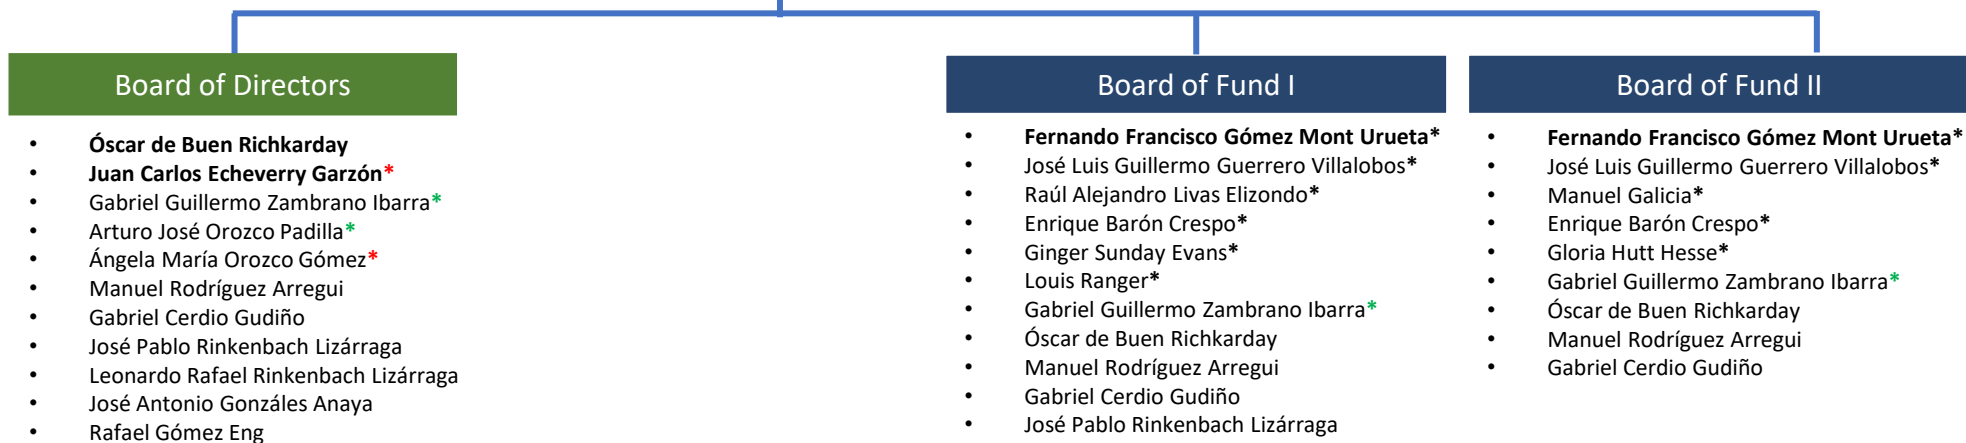 Board of Directors
• Óscar de Buen Richkarday
• Juan Carlos Echeverry Garzón*
• Gabriel Guillermo Zambrano Ibarra*
• Arturo José Orozco Padilla*
• Ángela María Orozco Gómez*
• Manuel Rodríguez Arregui
• Gabriel Cerdio Gudiño
• José Pablo Rinkenbach Lizárraga
• Leonardo Rafael Rinkenbach Lizárraga
• José Antonio Gonzáles Anaya
• Rafael Gómez Eng
Board of Fund I
• Fernando Francisco Gómez Mont Urueta*
• José Luis Guillermo Guerrero Villalobos*
• Raúl Alejandro Livas Elizondo*
• Enrique Barón Crespo*
• Ginger Sunday Evans*
• Louis Ranger*
• Gabriel Guillermo Zambrano Ibarra*
• Óscar de Buen Richkarday
• Manuel Rodríguez Arregui
• Gabriel Cerdio Gudiño
• José Pablo Rinkenbach Lizárraga
Board of Fund II
• Fernando Francisco Gómez Mont Urueta*
• José Luis Guillermo Guerrero Villalobos*
• Manuel Galicia*
• Enrique Barón Crespo*
• Gloria Hutt Hesse*
• Gabriel Guillermo Zambrano Ibarra*
• Óscar de Buen Richkarday
• Manuel Rodríguez Arregui
• Gabriel Cerdio Gudiño